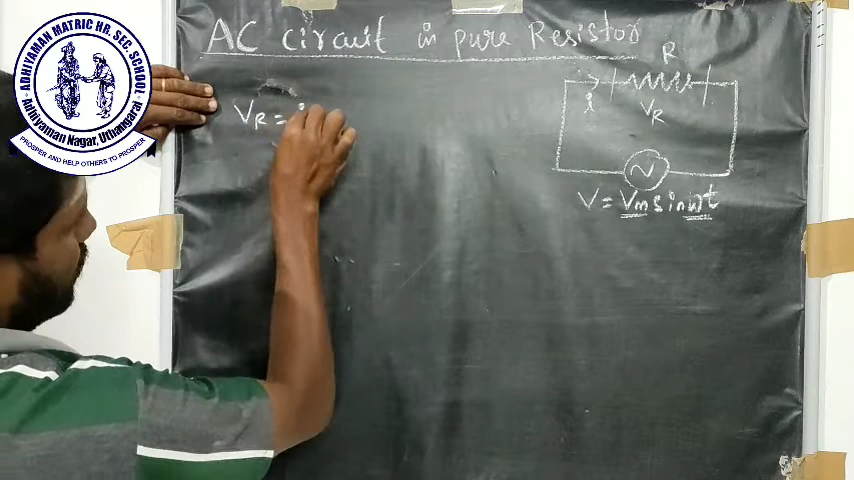 ADHIYAMAN MATRIC HR. SEC. SCHOOL
Adhiyaman Nagar, Uthangarai
PROSPER AND HELP OTHERS TO PROSPER
AC circuit in pure Resistor
R
i
VR
V = Vm sin ωt
VR = i